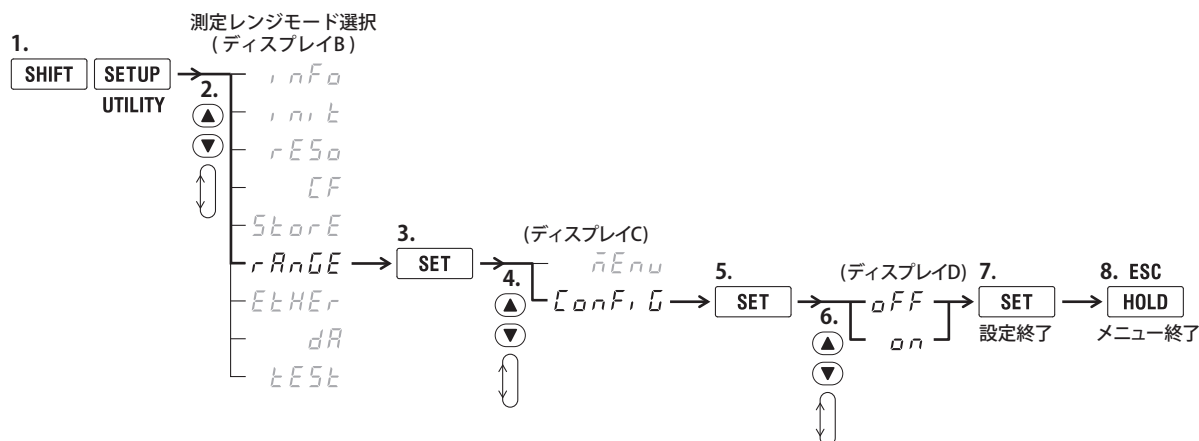 測定レンジモード選択
( ディスプレイB )
1.
SHIFT SETUP
UTILITY
2.
inFo
init
rESo
CF
StorE
rAnGE
EtHEr
dA
tESt
3.
SET
(ディスプレイC)
4.
mEnu
ConFiG
5.
SET
(ディスプレイD)
6.
oFF
on
7.
SET
設定終了
8. ESC
HOLD
メニュー終了